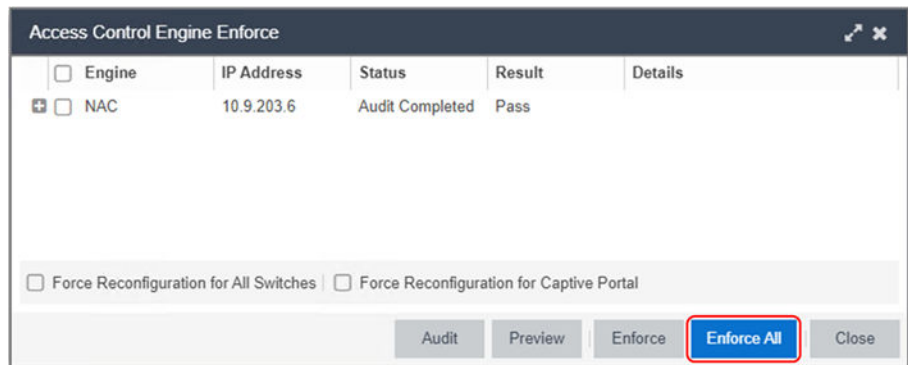 Access Control Engine Enforce
Engine IP Address Status Result Details
NAC 10.9.203.6 Audit Completed Pass
Force Reconfiguration for All Switches Force Reconfiguration for Captive Portal
Audit Preview Enforce Enforce All Close